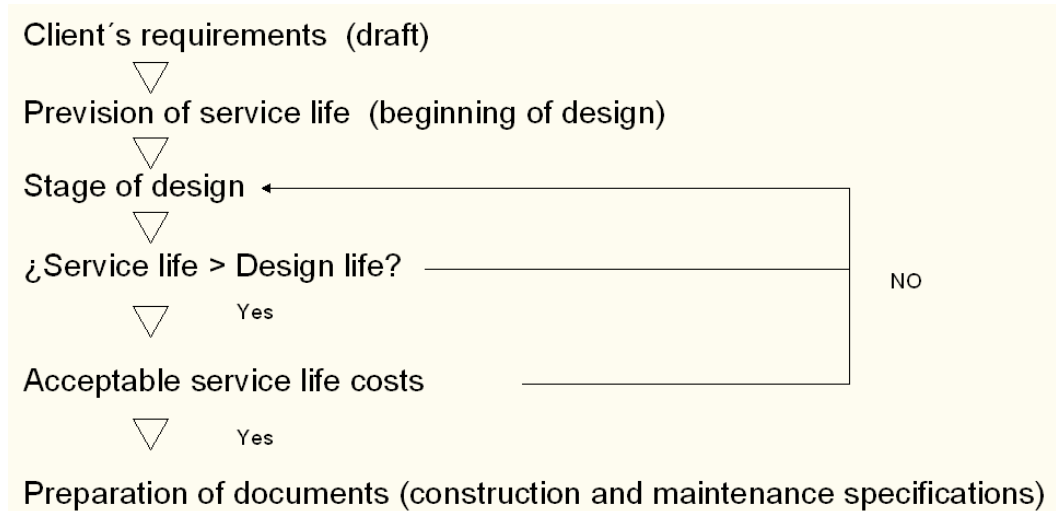 Client´s requirements (draft)
Prevision of service life (beginning of design)
Stage of design
¿Service life > Design life?
NO
Yes
Acceptable service life costs
Yes
Preparation of documents (construction and maintenance specifications)